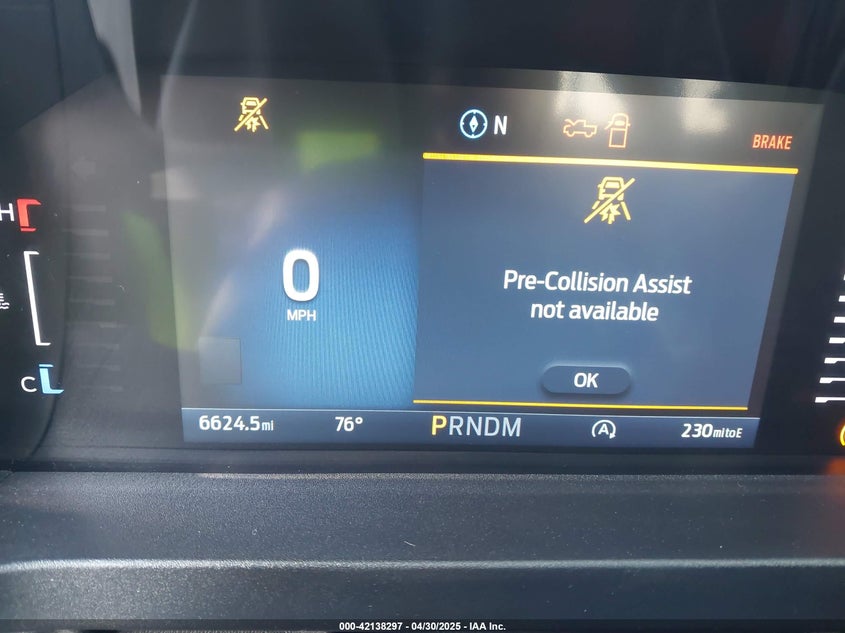 N
BRAKE
H
0
MPH
Pre-Collision Assist
not available
OK
C
6624.5mi
76°
PRNDM
A
230mitoE
000-42138297 - 04/30/2025 - IAA Inc.